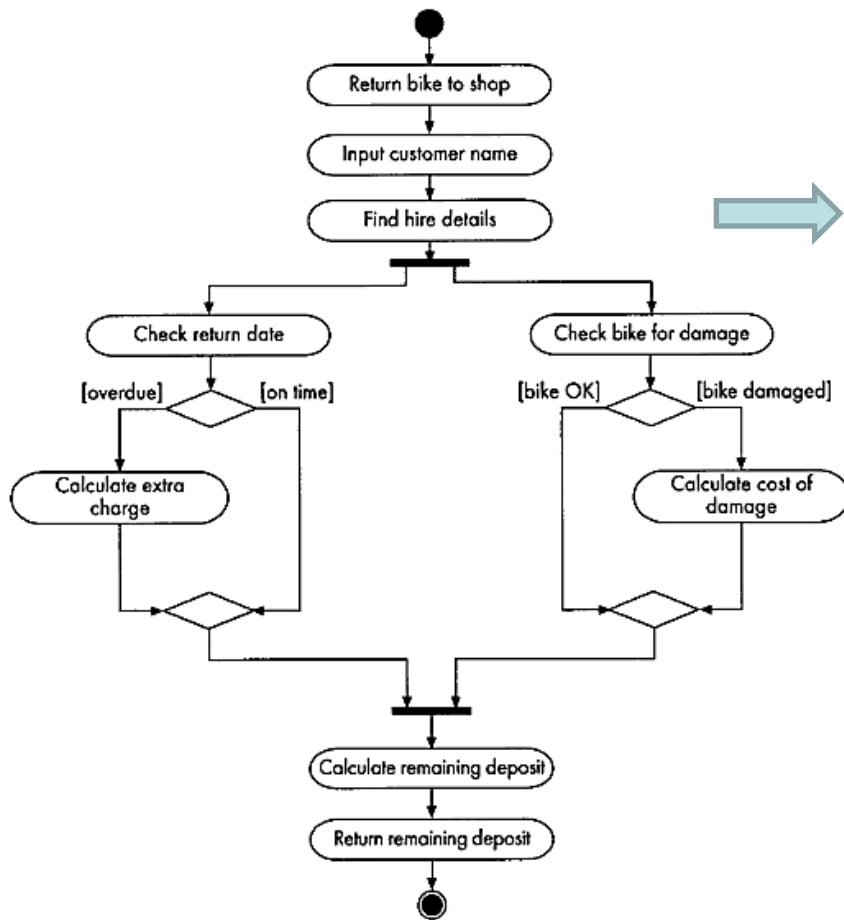 Return bike to shop
Input customer name
Find hire details
Check return date
Check bike for damage
[overdue]
[on time]
[bike OK]
[bike damaged]
Calculate extra
charge
Calculate cost of
damage
Calculate remaining deposit
Return remaining deposit